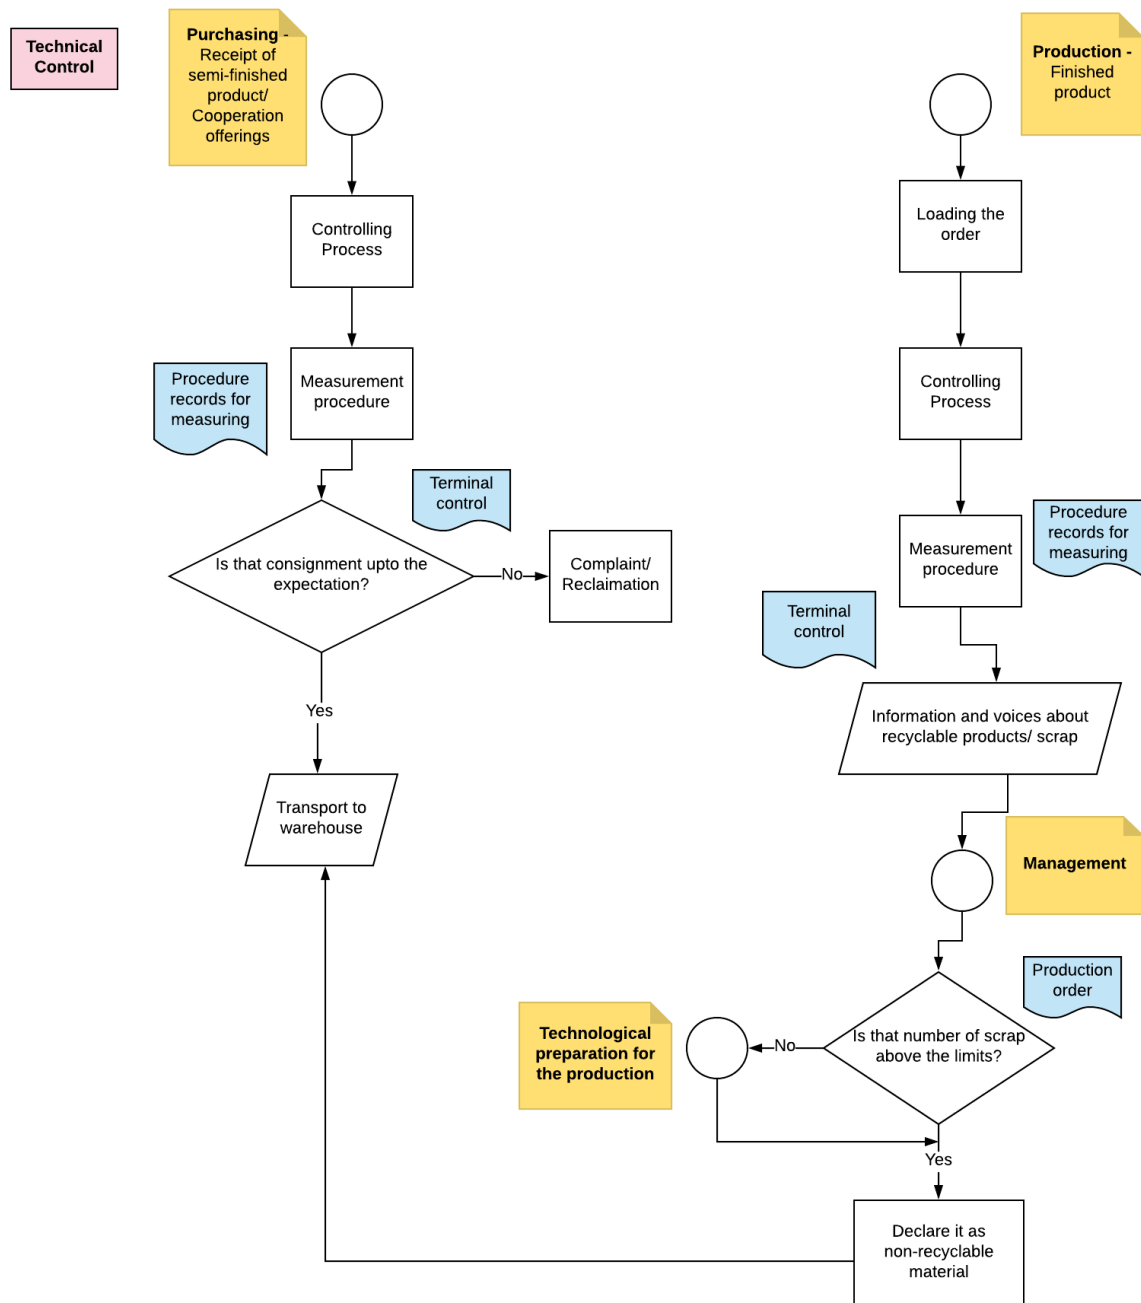 Technical
Control
Purchasing -
Receipt of
semi-finished
product/
Cooperation
offerings
Production -
Finished
product
Controlling
Process
Loading the
order
Procedure
records for
measuring
Measurement
procedure
Controlling
Process
Terminal
control
Is that consignment upto the
expectation?
No
Complaint/
Reclaimation
Yes
Transport to
warehouse
Measurement
procedure
Procedure
records for
measuring
Terminal
control
Information and voices about
recyclable products/ scrap
Management
Production
order
Is that number of scrap
above the limits?
No
Technological
preparation for
the production
Yes
Declare it as
non-recyclable
material